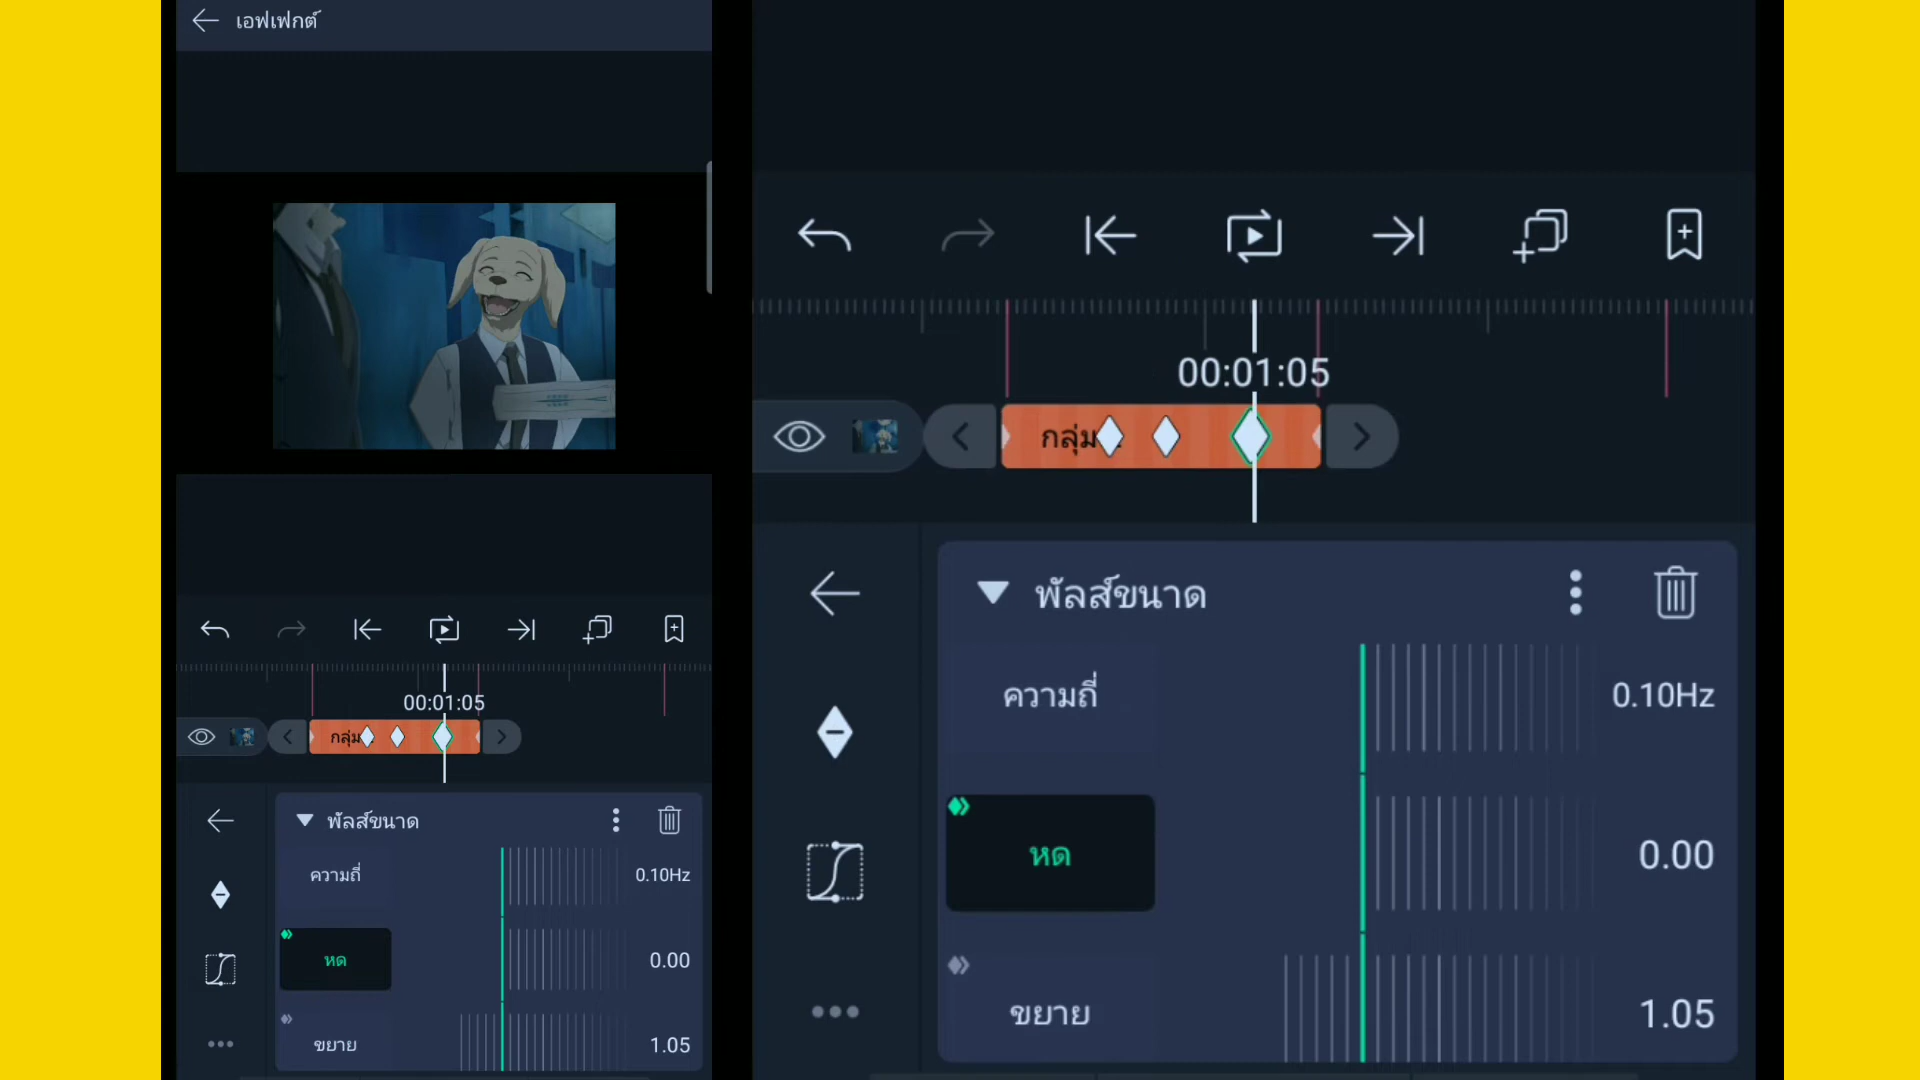 เอฟเฟกต์
00:01:05
กลุ่ม
พัลส์ขนาด
ความถี่
0.10Hz
หด
0.00
ขยาย
1.05
00:01:05
กลุ่ม
พัลส์ขนาด
ความถี่
0.10Hz
หด
0.00
ขยาย
1.05